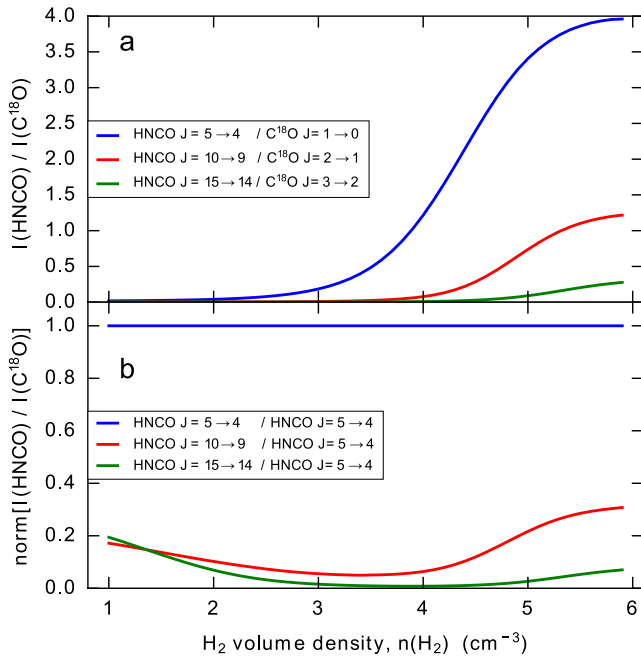 4.0
3.5
3.0
2.5
2.0
1.5
1.0
0.5
0.0
I(HNCO) / I(C¹⁸O)
a
HNCO J = 5→4 / C¹⁸O J = 1→0
HNCO J = 10→9 / C¹⁸O J = 2→1
HNCO J = 15→14 / C¹⁸O J = 3→2
1.0
0.8
0.6
0.4
0.2
0.0
norm[I(HNCO) / I(C¹⁸O)]
b
HNCO J = 5→4 / HNCO J = 5→4
HNCO J = 10→9 / HNCO J = 5→4
HNCO J = 15→14 / HNCO J = 5→4
1 2 3 4 5 6
H₂ volume density, n(H₂) (cm⁻³)